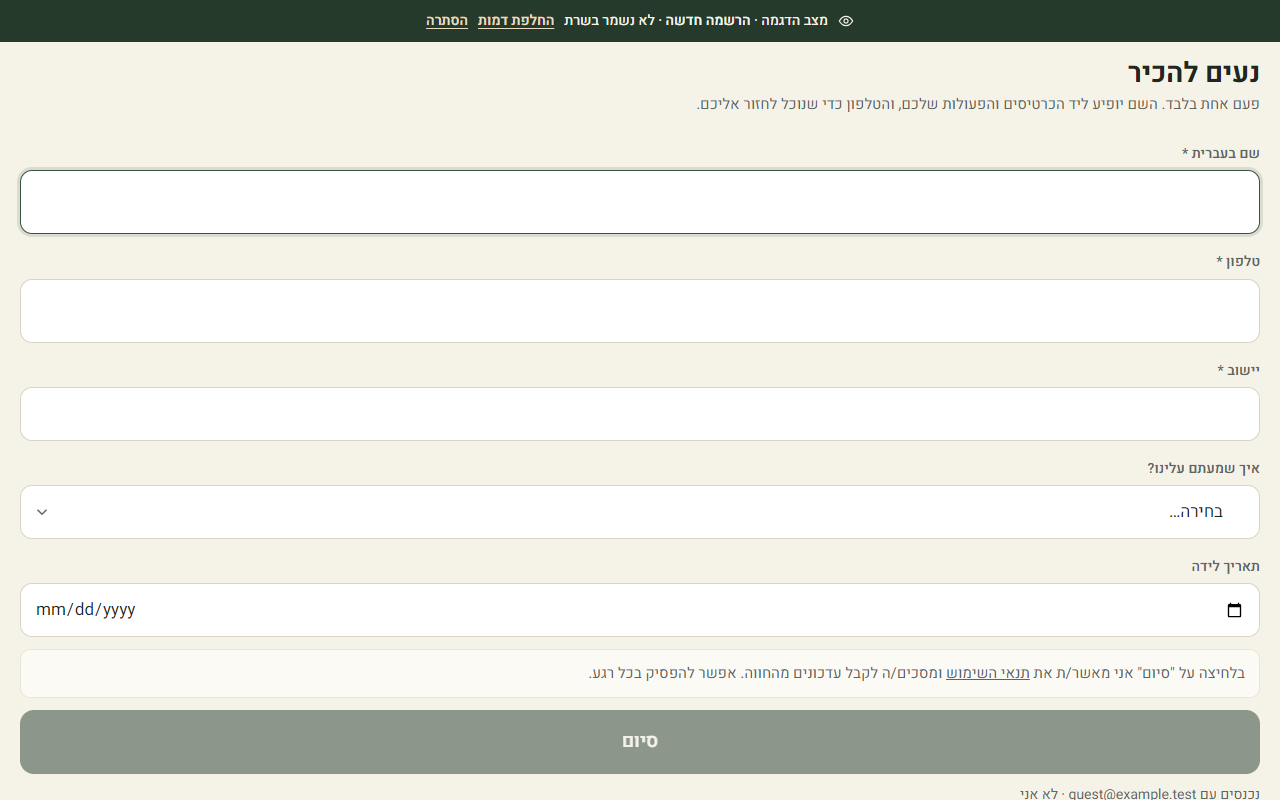 מצב הדגמה · הרשמה חדשה · לא נשמר בשרת החלפת דמות הסתרה
נעים להכיר
פעם אחת בלבד. השם יופיע ליד הכרטיסים והפעולות שלכם, והטלפון כדי שנוכל לחזור אליכם.
שם בעברית *
טלפון *
יישוב *
איך שמעתם עלינו?
בחירה...
תאריך לידה
mm/dd/yyyy
בלחיצה על "סיום" אני מאשר/ת את תנאי השימוש ומסכים/ה לקבל עדכונים מהחווה. אפשר להפסיק בכל רגע.
סיום
נכנסים עם guest@example.test · לא אני